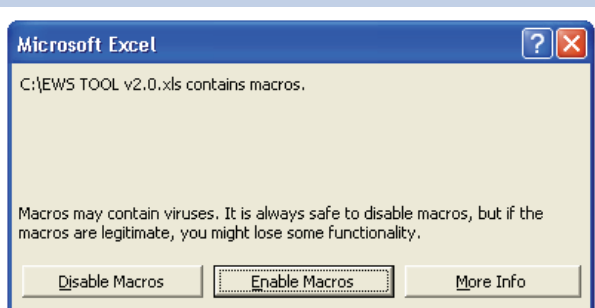 Microsoft Excel
C:\EWS TOOL v2.0.xls contains macros.
Macros may contain viruses. It is always safe to disable macros, but if the
macros are legitimate, you might lose some functionality.
Disable Macros Enable Macros More Info